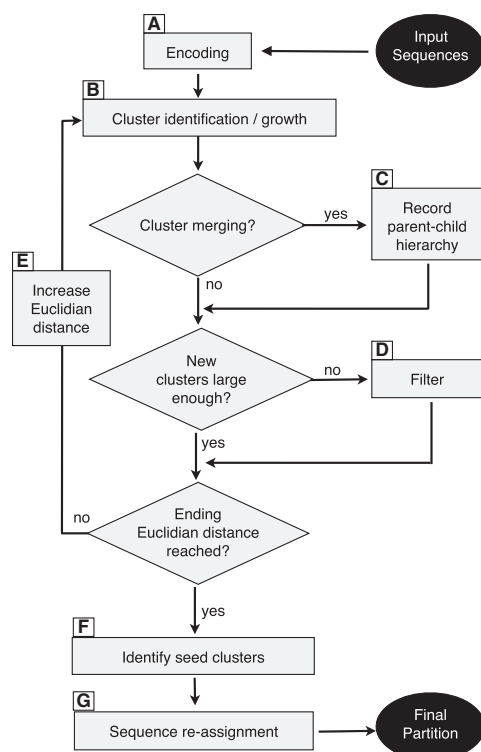 A
Encoding
Input
Sequences
B
Cluster identification / growth
Cluster merging?
yes
C
Record
parent-child
hierarchy
no
E
Increase
Euclidian
distance
New
clusters large
enough?
no
D
Filter
yes
Ending
Euclidian distance
reached?
no
yes
F
Identify seed clusters
G
Sequence re-assignment
Final
Partition